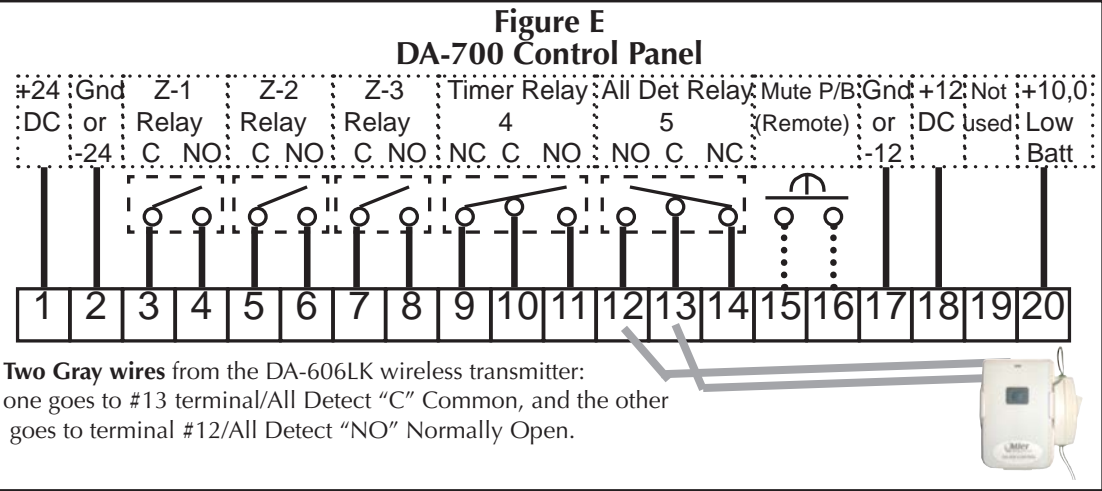 Figure E
DA-700 Control Panel
+24 Gnd Z-1 Z-2 Z-3 Timer Relay All Det Relay Mute P/B Gnd +12 Not +10,0
DC or Relay Relay Relay 4 5 (Remote) or DC used Low
-24 C NO C NO C NO NC C NO NO C NC -12 Batt
1 2 3 4 5 6 7 8 9 10 11 12 13 14 15 16 17 18 19 20
Two Gray wires from the DA-606LK wireless transmitter:
one goes to #13 terminal/All Detect “C” Common, and the other
goes to terminal #12/All Detect “NO” Normally Open.
Mier